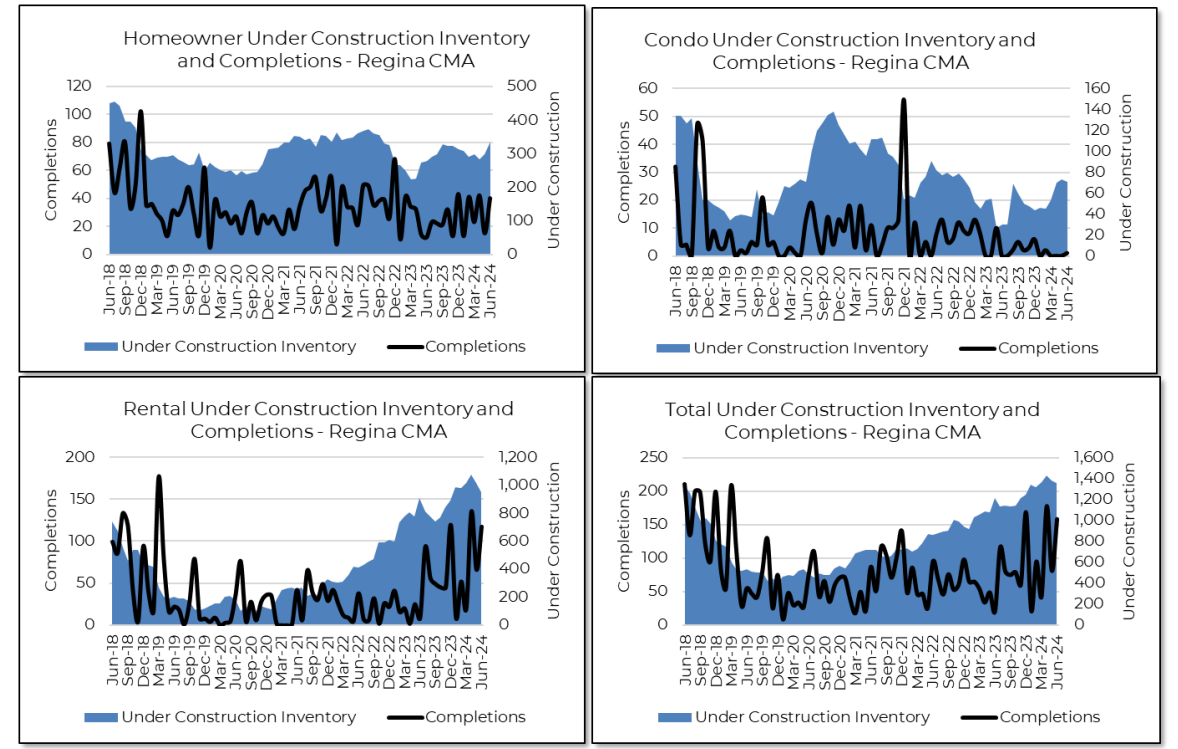 Homeowner Under Construction Inventory
and Completions - Regina CMA
120
100
80
60
40
20
0
500
400
300
200
100
0
Completions
Under Construction
Jun-18
Sep-18
Dec-18
Mar-19
Jun-19
Sep-19
Dec-19
Mar-20
Jun-20
Sep-20
Dec-20
Mar-21
Jun-21
Sep-21
Dec-21
Mar-22
Jun-22
Sep-22
Dec-22
Mar-23
Jun-23
Sep-23
Dec-23
Mar-24
Jun-24
Under Construction Inventory
Completions
Condo Under Construction Inventory and
Completions - Regina CMA
60
50
40
30
20
10
0
160
140
120
100
80
60
40
20
0
Completions
Under Construction
Jun-18
Sep-18
Dec-18
Mar-19
Jun-19
Sep-19
Dec-19
Mar-20
Jun-20
Sep-20
Dec-20
Mar-21
Jun-21
Sep-21
Dec-21
Mar-22
Jun-22
Sep-22
Dec-22
Mar-23
Jun-23
Sep-23
Dec-23
Mar-24
Jun-24
Under Construction Inventory
Completions
Rental Under Construction Inventory and
Completions - Regina CMA
200
150
100
50
0
1,200
1,000
800
600
400
200
0
Completions
Under Construction
Jun-18
Sep-18
Dec-18
Mar-19
Jun-19
Sep-19
Dec-19
Mar-20
Jun-20
Sep-20
Dec-20
Mar-21
Jun-21
Sep-21
Dec-21
Mar-22
Jun-22
Sep-22
Dec-22
Mar-23
Jun-23
Sep-23
Dec-23
Mar-24
Jun-24
Under Construction Inventory
Completions
Total Under Construction Inventory and
Completions - Regina CMA
250
200
150
100
50
0
1,600
1,400
1,200
1,000
800
600
400
200
0
Completions
Under Construction
Jun-18
Sep-18
Dec-18
Mar-19
Jun-19
Sep-19
Dec-19
Mar-20
Jun-20
Sep-20
Dec-20
Mar-21
Jun-21
Sep-21
Dec-21
Mar-22
Jun-22
Sep-22
Dec-22
Mar-23
Jun-23
Sep-23
Dec-23
Mar-24
Jun-24
Under Construction Inventory
Completions